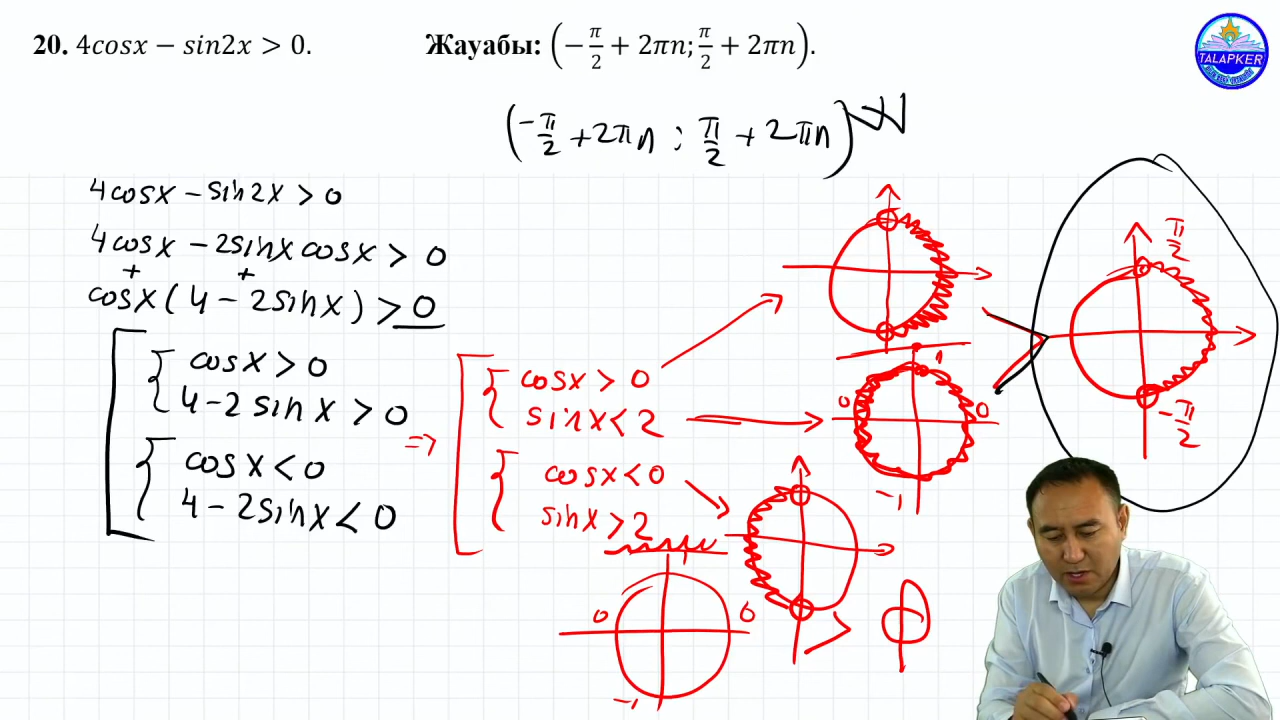 20. 4cosx − sin2x > 0. Жауабы: (−π/2 + 2πn; π/2 + 2πn).
TALAPKER
(-π/2 + 2πn ; π/2 + 2πn)
4cosx - sin2x > 0
4cosx - 2sinx cosx > 0
+ +
cosx(4 - 2sinx) > 0
cosx > 0
4 - 2sinx > 0
cosx < 0
4 - 2sinx < 0
=>
cosx > 0
sinx < 2
cosx < 0
sinx > 2
1
0 0
-1
π/2
-π/2
0 0
-1
∅